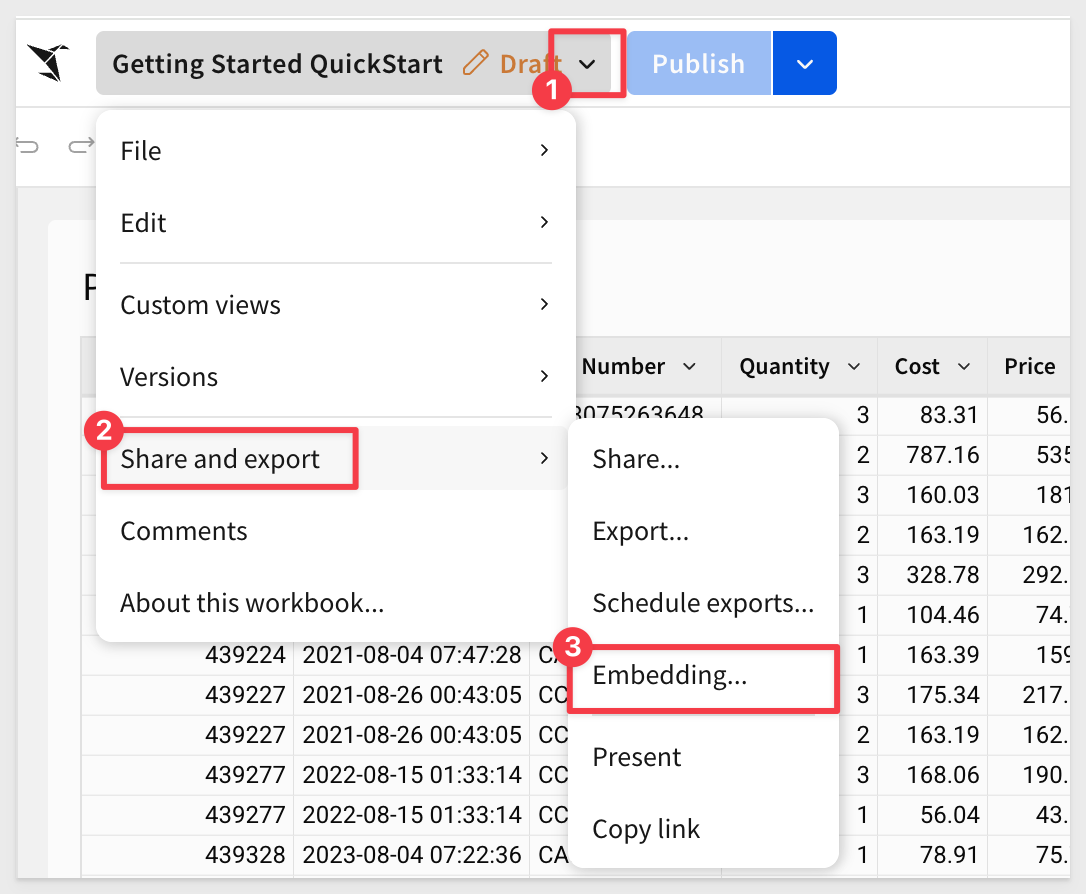 Getting Started QuickStart Draft Publish
1
File
Edit
Custom views
Versions
2
Share and export
Comments
About this workbook...
Number Quantity Cost Price
3075263648 3 83.31 56.
Share... 2 787.16 535
3 160.03 181
Export... 2 163.19 162.
3 328.78 292.
Schedule exports... 1 104.46 74.
3
439224 2021-08-04 07:47:28 CA 1 163.39 159
Embedding...
439227 2021-08-26 00:43:05 CC 3 175.34 217.
439227 2021-08-26 00:43:05 CC 2 163.19 162.
Present
439277 2022-08-15 01:33:14 CC 3 168.06 190.
439277 2022-08-15 01:33:14 CC 1 56.04 43.
Copy link
439328 2023-08-04 07:22:36 CA 1 78.91 75.